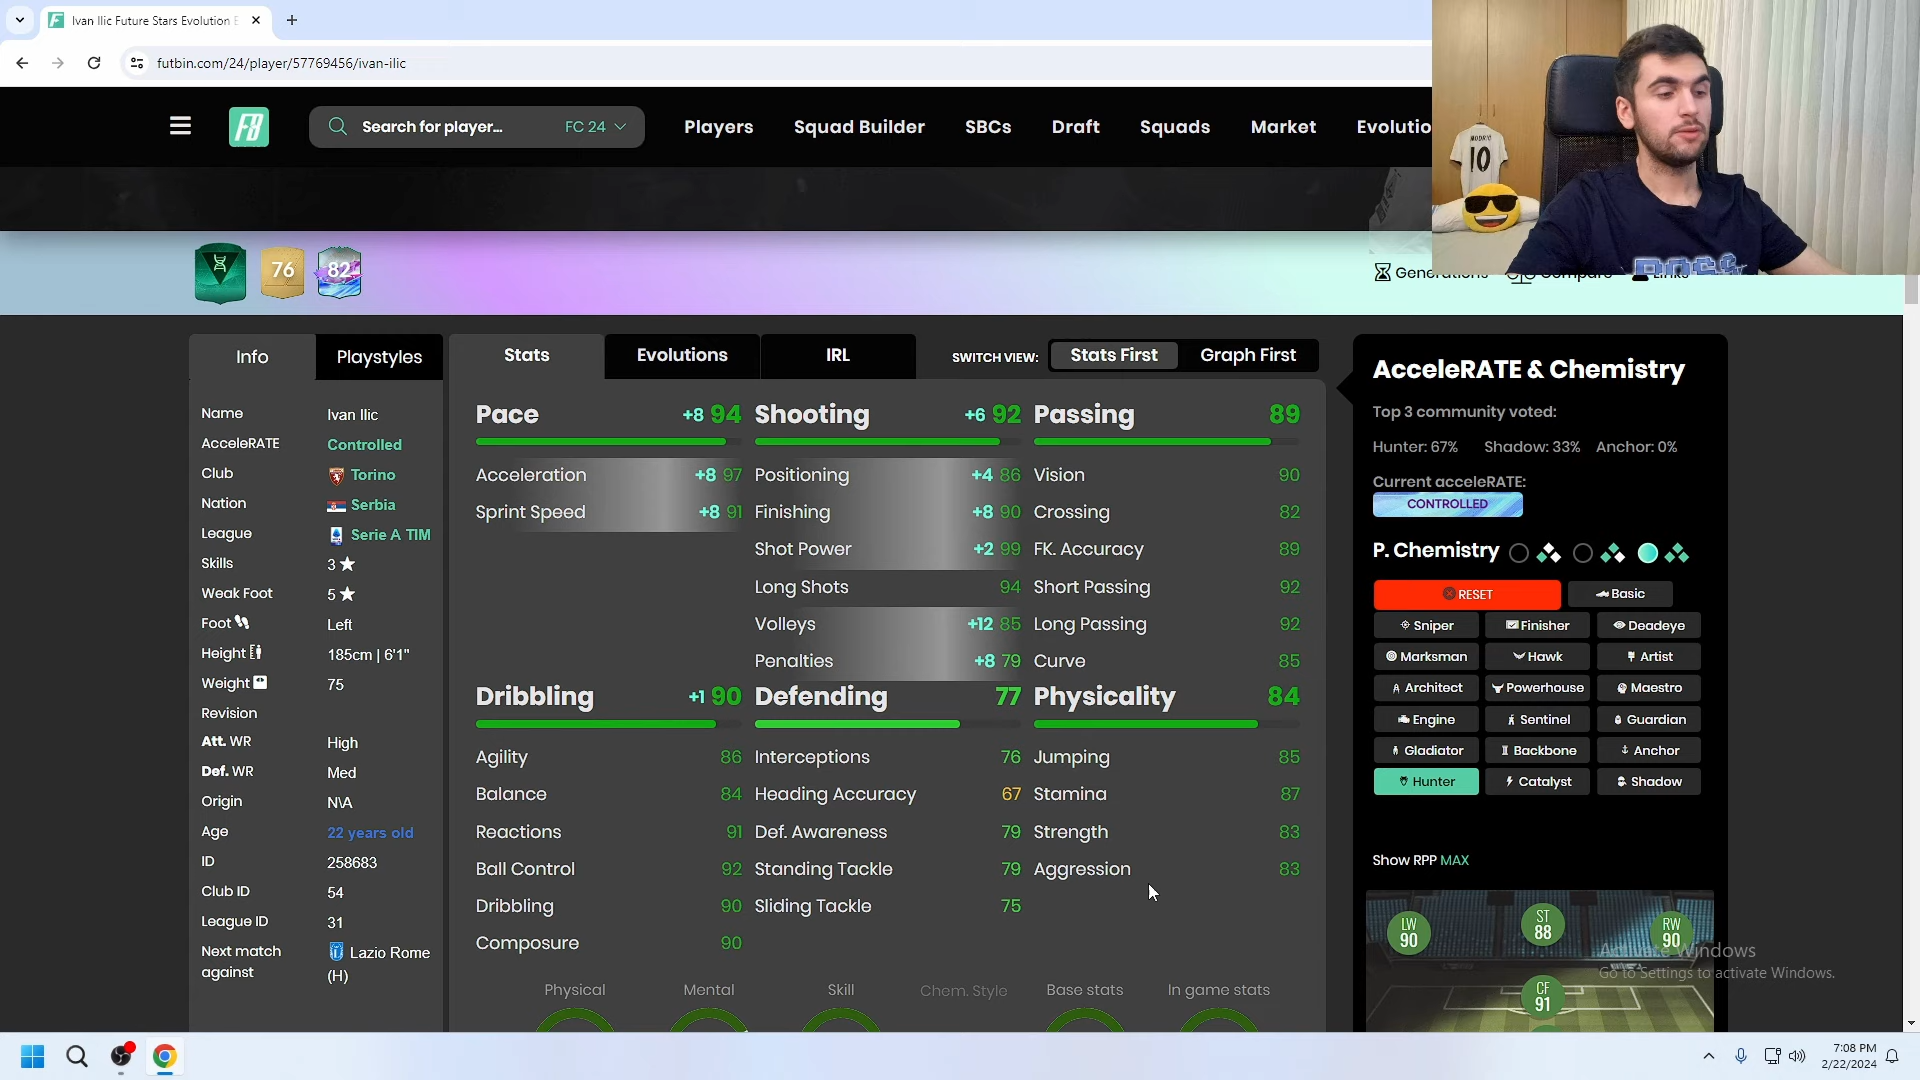 Ivan Ilic Future Stars Evolution
futbin.com/24/player/57769456/ivan-ilic
F8 Search for player... FC 24 Players Squad Builder SBCs Draft Squads Market Evolutio
MODRIC
10
76 82
Generations Compare Links
Info Playstyles Stats Evolutions IRL SWITCH VIEW: Stats First Graph First
Name Ivan Ilic
AcceleRATE Controlled
Club Torino
Nation Serbia
League Serie A TIM
Skills 3
Weak Foot 5
Foot Left
Height 185cm | 6'1"
Weight 75
Revision
Att. WR High
Def. WR Med
Origin N\A
Age 22 years old
ID 258683
Club ID 54
League ID 31
Next match against Lazio Rome (H)
Pace +8 94
Acceleration +8 97
Sprint Speed +8 91
Shooting +6 92
Positioning +4 86
Finishing +8 90
Shot Power +2 99
Long Shots 94
Volleys +12 85
Penalties +8 79
Passing 89
Vision 90
Crossing 82
FK. Accuracy 89
Short Passing 92
Long Passing 92
Curve 85
Dribbling +1 90
Agility 86
Balance 84
Reactions 91
Ball Control 92
Dribbling 90
Composure 90
Defending 77
Interceptions 76
Heading Accuracy 67
Def. Awareness 79
Standing Tackle 79
Sliding Tackle 75
Physicality 84
Jumping 85
Stamina 87
Strength 83
Aggression 83
Physical Mental Skill Chem. Style Base stats In game stats
AcceleRATE & Chemistry
Top 3 community voted:
Hunter: 67% Shadow: 33% Anchor: 0%
Current acceleRATE:
CONTROLLED
P. Chemistry
RESET Basic
Sniper Finisher Deadeye
Marksman Hawk Artist
Architect Powerhouse Maestro
Engine Sentinel Guardian
Gladiator Backbone Anchor
Hunter Catalyst Shadow
Show RPP MAX
LW 90
ST 88
RW 90
CF 91
Activate Windows
Go to Settings to activate Windows.
7:08 PM
2/22/2024